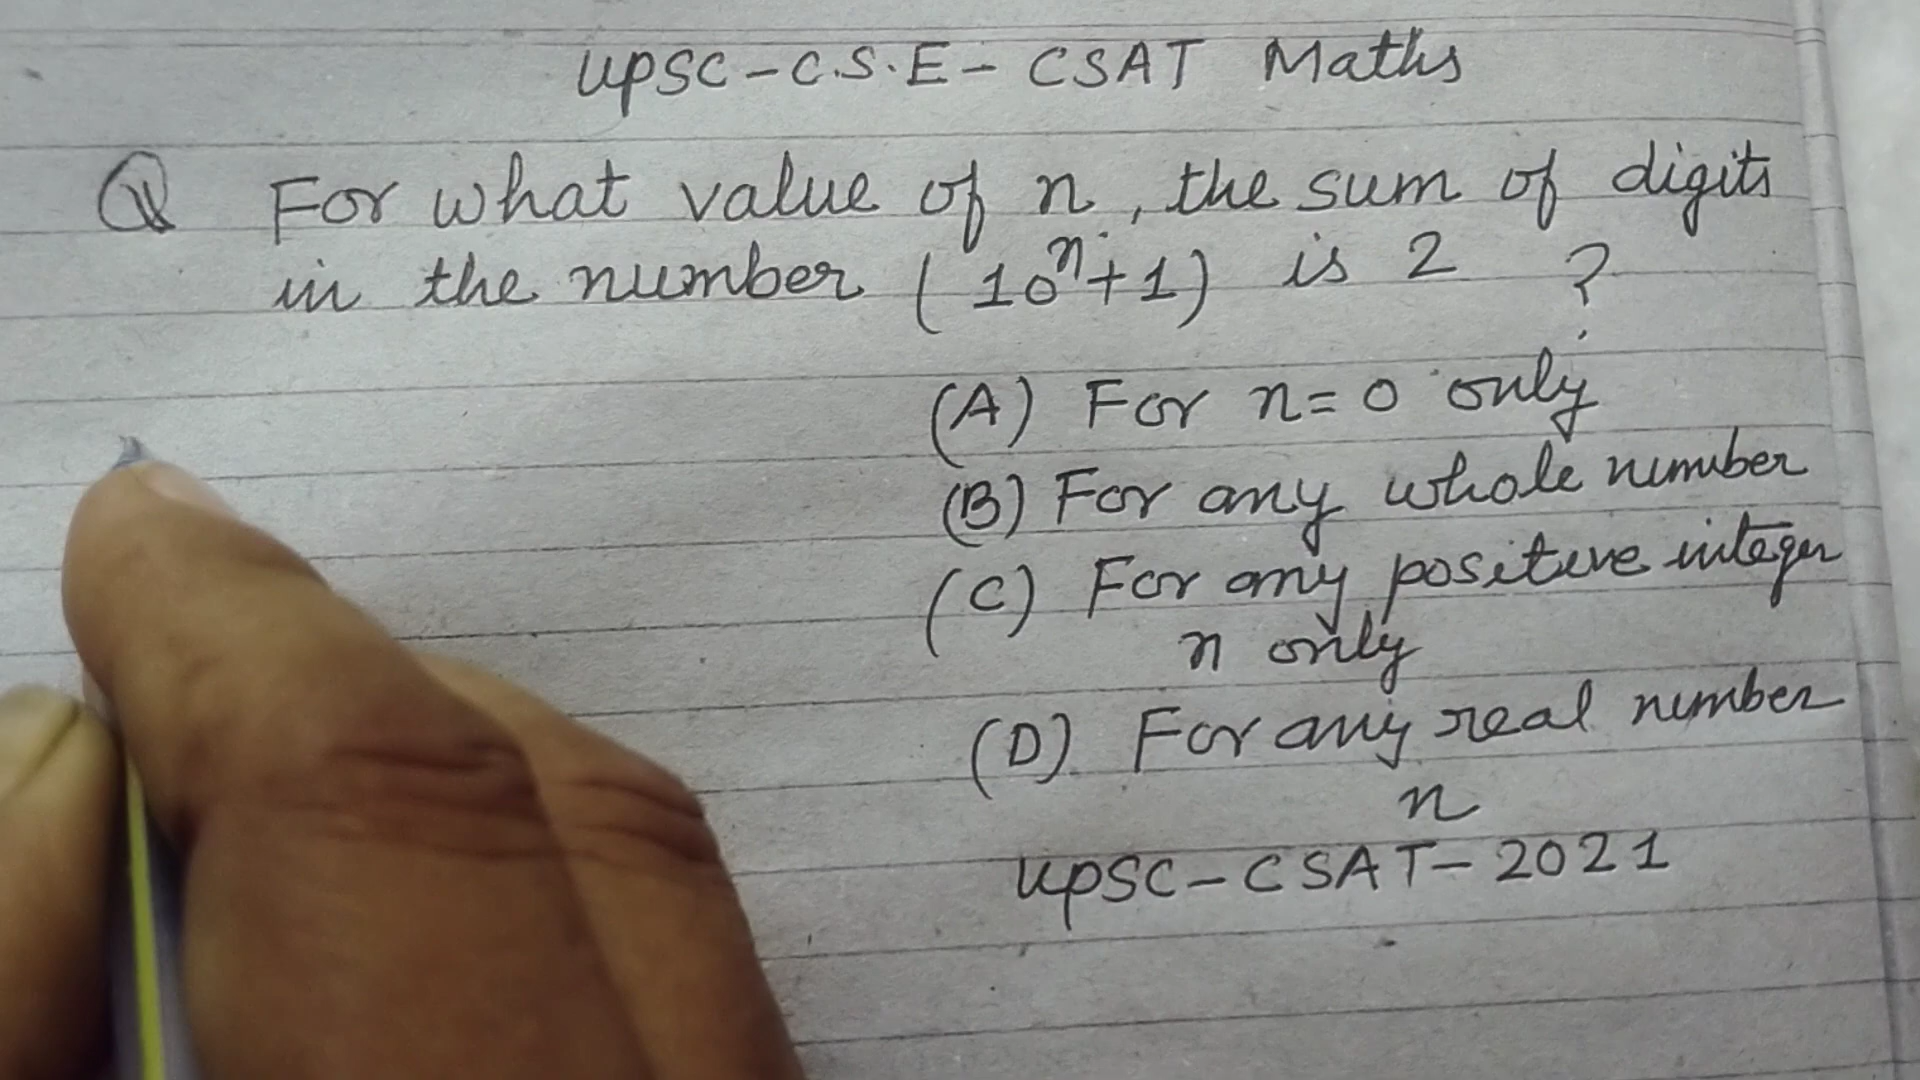 UPSC-C.S.E- CSAT Maths
Q For what value of n, the sum of digits
in the number (10ⁿ+1) is 2 ?
(A) For n=0 only
(B) For any whole number
(C) For any positive integer
n only
(D) For any real number
n
UPSC-CSAT-2021